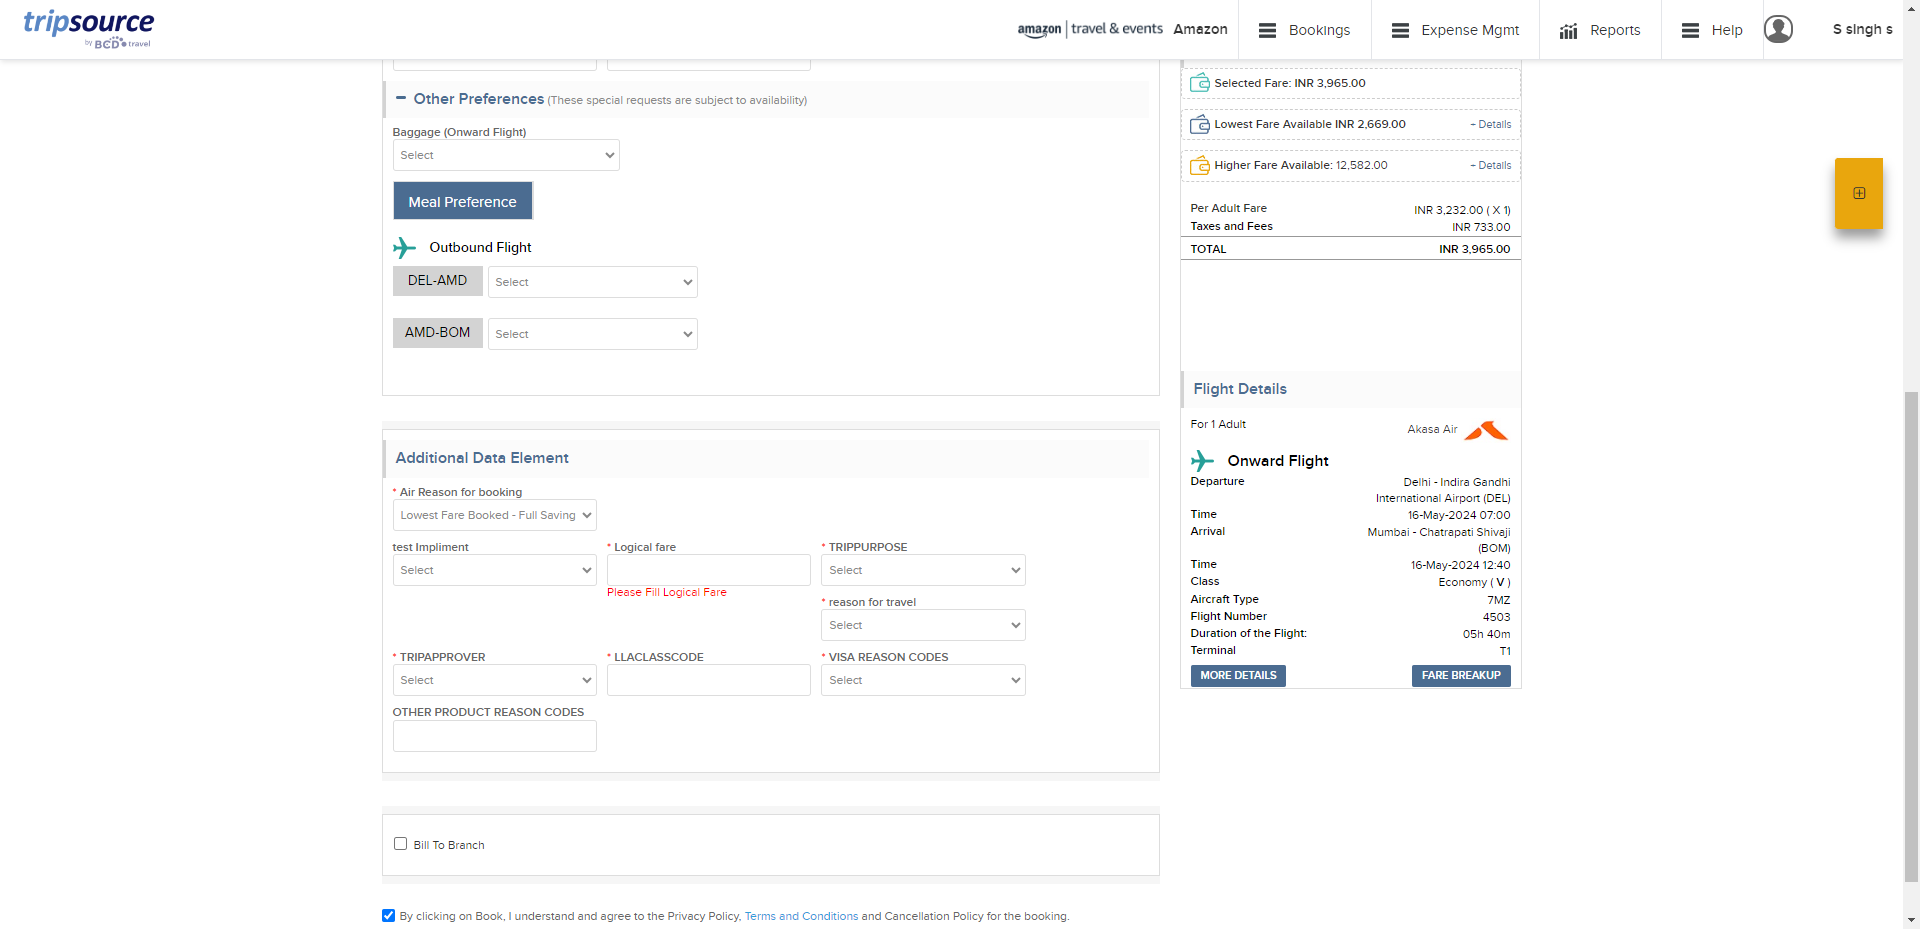 tripsource
by BCD travel
amazon | travel & events Amazon
Bookings
Expense Mgmt
Reports
Help
S singh s
Other Preferences (These special requests are subject to availability)
Baggage (Onward Flight)
Select
Meal Preference
Outbound Flight
DEL-AMD Select
AMD-BOM Select
Additional Data Element
* Air Reason for booking
Lowest Fare Booked - Full Saving
test Impliment * Logical fare * TRIPPURPOSE
Select Select
Please Fill Logical Fare
* reason for travel
Select
* TRIPAPPROVER * LLACLASSCODE * VISA REASON CODES
Select Select
OTHER PRODUCT REASON CODES
Bill To Branch
By clicking on Book, I understand and agree to the Privacy Policy, Terms and Conditions and Cancellation Policy for the booking.
Selected Fare: INR 3,965.00
Lowest Fare Available INR 2,669.00 - Details
Higher Fare Available: 12,582.00 - Details
Per Adult Fare INR 3,232.00 ( X 1)
Taxes and Fees INR 733.00
TOTAL INR 3,965.00
Flight Details
For 1 Adult Akasa Air
Onward Flight
Departure Delhi - Indira Gandhi
International Airport (DEL)
Time 16-May-2024 07:00
Arrival Mumbai - Chatrapati Shivaji
(BOM)
Time 16-May-2024 12:40
Class Economy ( V )
Aircraft Type 7MZ
Flight Number 4503
Duration of the Flight: 05h 40m
Terminal T1
MORE DETAILS FARE BREAKUP